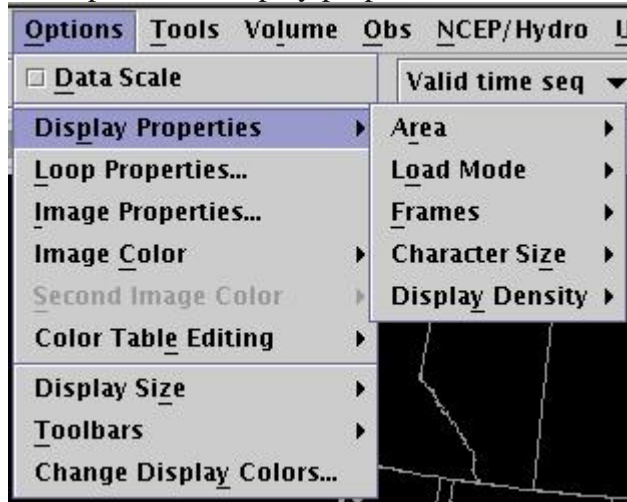 Options Tools Volume Obs NCEP/Hydro
Data Scale
Valid time seq
Display Properties
Loop Properties...
Image Properties...
Image Color
Second Image Color
Color Table Editing
Display Size
Toolbars
Change Display Colors...
Area
Load Mode
Frames
Character Size
Display Density